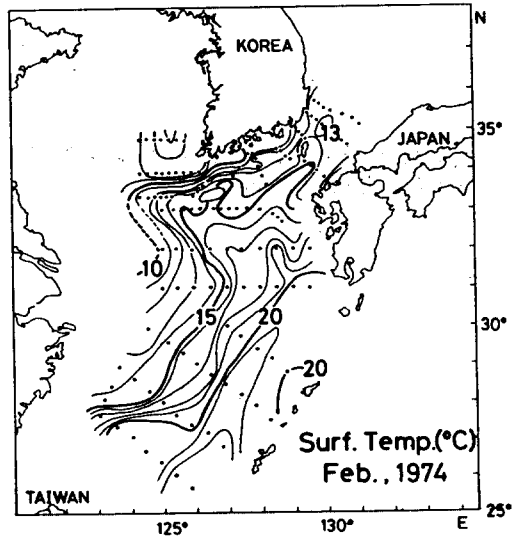 N
KOREA
13
35°
JAPAN
10
15
20
30°
20
Surf. Temp.(°C)
Feb., 1974
TAIWAN
25°
125°
130°
E